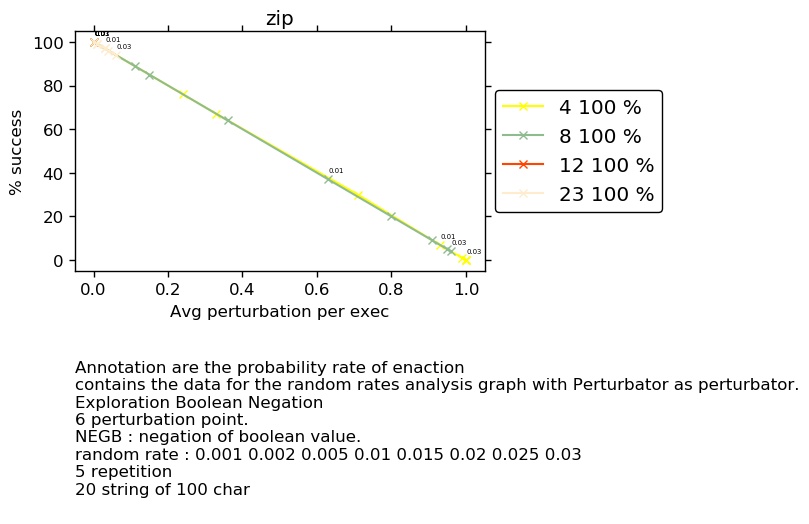 zip
100
80
60
40
20
0
% success
0.01
0.03
0.01
0.01
0.03
0.03
0.0 0.2 0.4 0.6 0.8 1.0
Avg perturbation per exec
4 100 %
8 100 %
12 100 %
23 100 %
Annotation are the probability rate of enaction
contains the data for the random rates analysis graph with Perturbator as perturbator.
Exploration Boolean Negation
6 perturbation point.
NEGB : negation of boolean value.
random rate : 0.001 0.002 0.005 0.01 0.015 0.02 0.025 0.03
5 repetition
20 string of 100 char